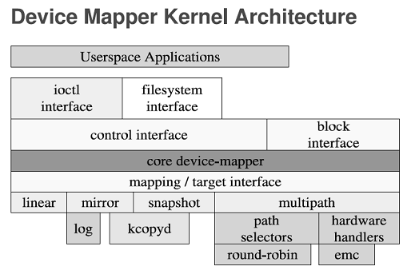 Device Mapper Kernel Architecture
Userspace Applications
ioctl
interface
filesystem
interface
control interface
block
interface
core device-mapper
mapping / target interface
linear
mirror
snapshot
multipath
log
kcopyd
path
selectors
hardware
handlers
round-robin
emc